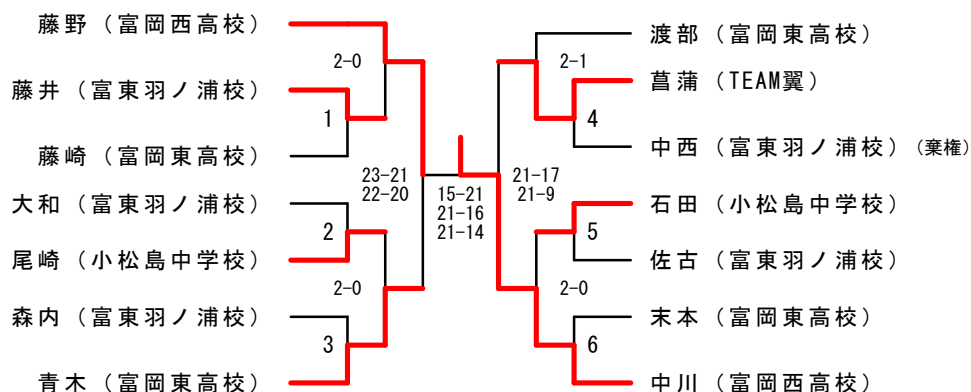 藤野（富岡西高校）
藤井（富東羽ノ浦校）
藤崎（富岡東高校）
大和（富東羽ノ浦校）
尾崎（小松島中学校）
森内（富東羽ノ浦校）
青木（富岡東高校）
2-0
1
2
2-0
3
23-21
22-20
15-21
21-16
21-14
21-17
21-9
2-1
4
5
2-0
6
渡部（富岡東高校）
菖蒲（TEAM翼）
中西（富東羽ノ浦校）（棄権）
石田（小松島中学校）
佐古（富東羽ノ浦校）
末本（富岡東高校）
中川（富岡西高校）